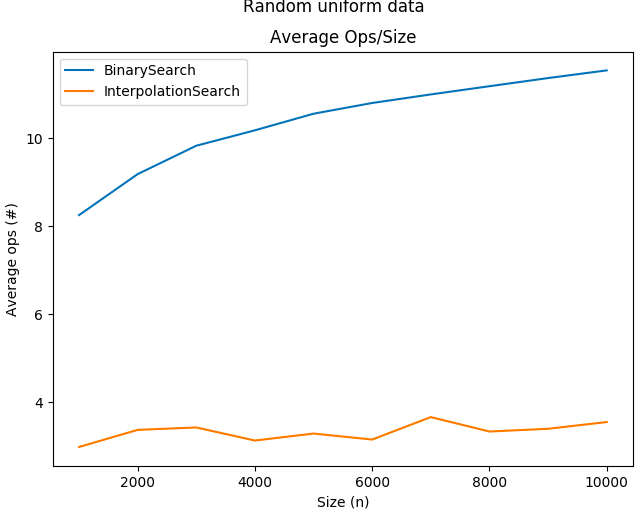 Random uniform data
Average Ops/Size
BinarySearch
InterpolationSearch
Average ops (#)
10
8
6
4
2000 4000 6000 8000 10000
Size (n)